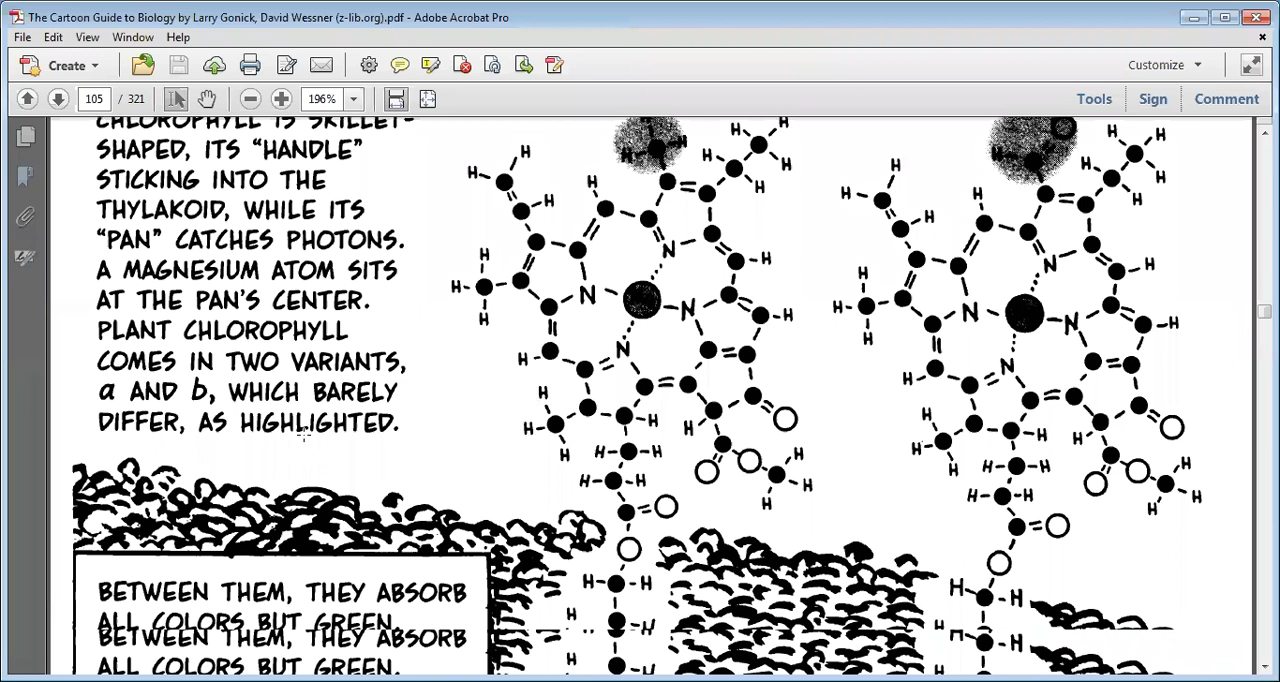 The Cartoon Guide to Biology by Larry Gonick, David Wessner (z-lib.org).pdf - Adobe Acrobat Pro
File Edit View Window Help
Create
Customize
105 / 321
196%
Tools Sign Comment
CHLOROPHYLL IS SKILLET-
SHAPED, ITS “HANDLE”
STICKING INTO THE
THYLAKOID, WHILE ITS
“PAN” CATCHES PHOTONS.
A MAGNESIUM ATOM SITS
AT THE PAN’S CENTER.
PLANT CHLOROPHYLL
COMES IN TWO VARIANTS,
a AND b, WHICH BARELY
DIFFER, AS HIGHLIGHTED.
BETWEEN THEM, THEY ABSORB
ALL COLORS BUT GREEN.
BETWEEN THEM, THEY ABSORB
ALL COLORS BUT GREEN.